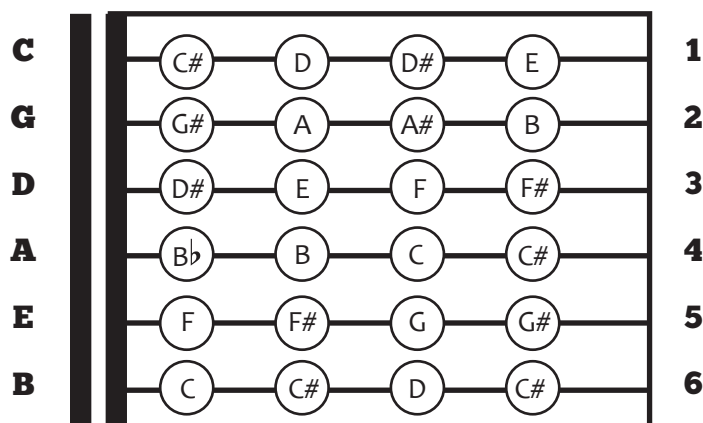 C C# D D# E 1
G G# A A# B 2
D D# E F F# 3
A B♭ B C C# 4
E F F# G G# 5
B C C# D C# 6